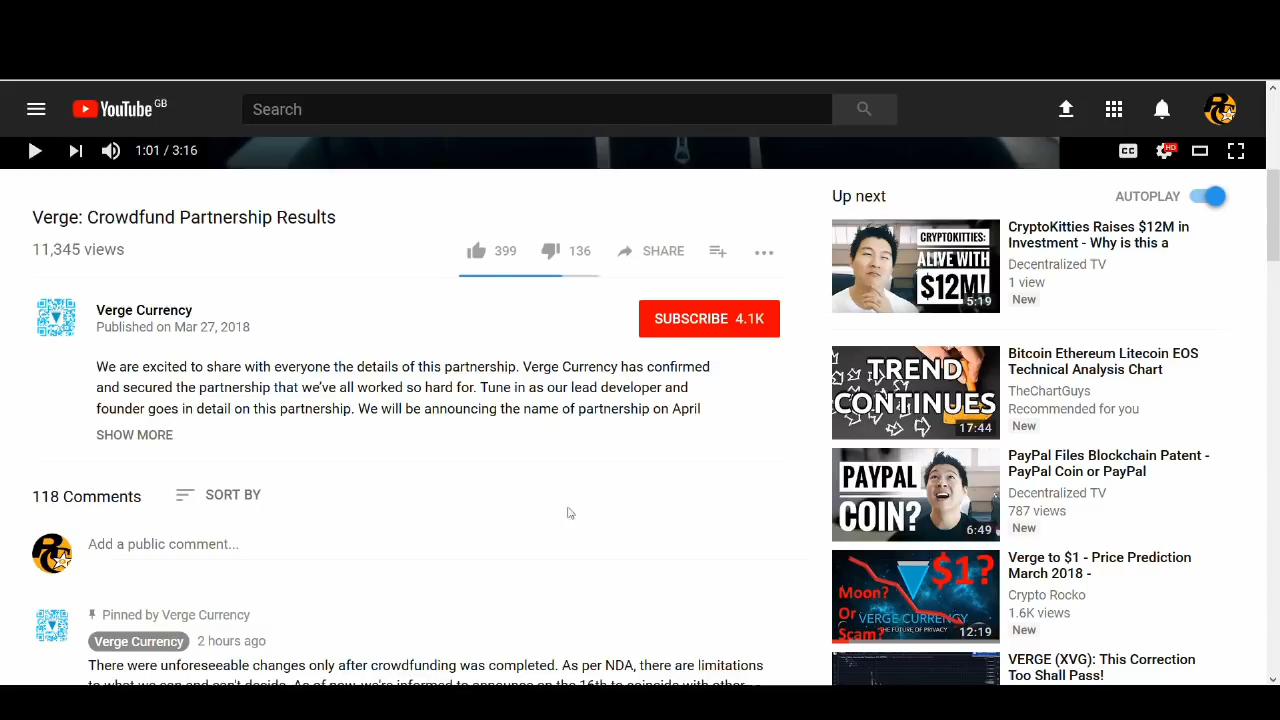 YouTube GB
Search
1:01 / 3:16
CC
HD
Verge: Crowdfund Partnership Results
11,345 views
399
136
SHARE
Verge Currency
Published on Mar 27, 2018
SUBSCRIBE 4.1K
We are excited to share with everyone the details of this partnership. Verge Currency has confirmed
and secured the partnership that we've all worked so hard for. Tune in as our lead developer and
founder goes in detail on this partnership. We will be announcing the name of partnership on April
SHOW MORE
118 Comments
SORT BY
Add a public comment...
Pinned by Verge Currency
Verge Currency 2 hours ago
There were unforeseeable changes only after crowdfunding was completed. As per NDA, there are limitations
Up next
AUTOPLAY
CRYPTOKITTIES:
ALIVE WITH
$12M!
5:19
CryptoKitties Raises $12M in
Investment - Why is this a
Decentralized TV
1 view
New
TREND
CONTINUES
17:44
Bitcoin Ethereum Litecoin EOS
Technical Analysis Chart
TheChartGuys
Recommended for you
New
PAYPAL
COIN?
6:49
PayPal Files Blockchain Patent -
PayPal Coin or PayPal
Decentralized TV
787 views
New
$1?
Moon?
Or
Scam?
VERGE CURRENCY
THE FUTURE OF PRIVACY
12:19
Verge to $1 - Price Prediction
March 2018 -
Crypto Rocko
1.6K views
New
VERGE (XVG): This Correction
Too Shall Pass!